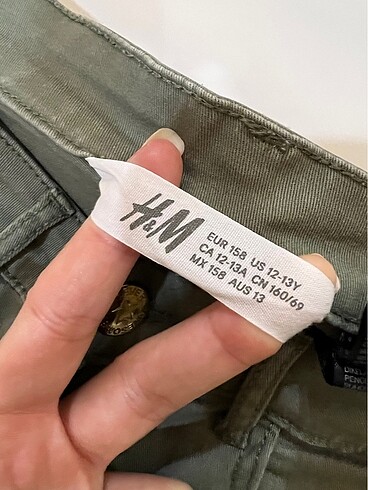 H&M
EUR 158 US 12-13Y
CA 12-13A CN 160/69
MX 158 AUS 13